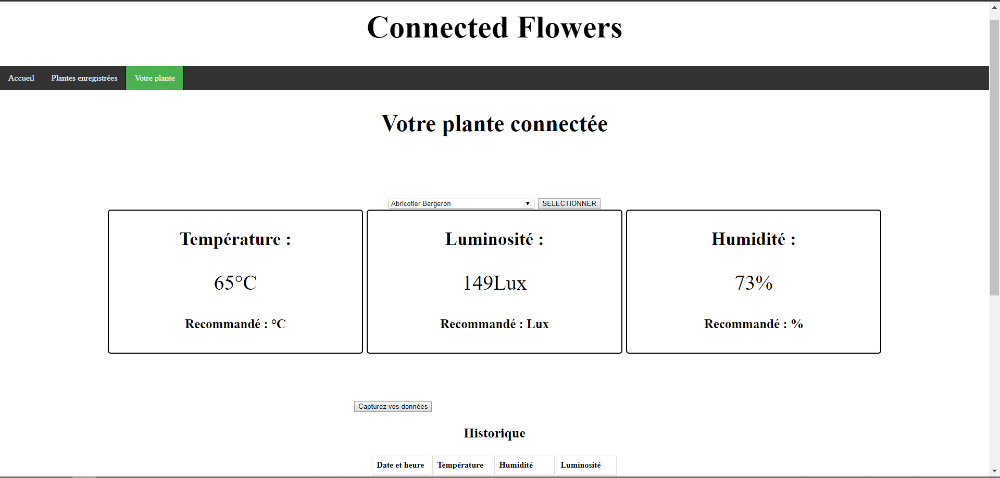 Connected Flowers
Accueil Plantes enregistrées Votre plante
Votre plante connectée
Abricotier Bergeron SELECTIONNER
Température :
65°C
Recommandé : °C
Luminosité :
149Lux
Recommandé : Lux
Humidité :
73%
Recommandé : %
Capturez vos données
Historique
Date et heure Température Humidité Luminosité